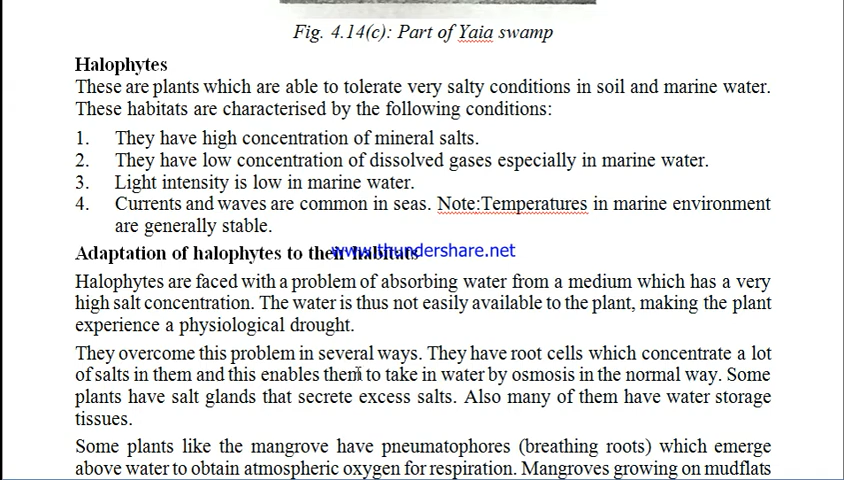 Fig. 4.14(c): Part of Yaia swamp
Halophytes
These are plants which are able to tolerate very salty conditions in soil and marine water.
These habitats are characterised by the following conditions:
1. They have high concentration of mineral salts.
2. They have low concentration of dissolved gases especially in marine water.
3. Light intensity is low in marine water.
4. Currents and waves are common in seas. Note:Temperatures in marine environment
are generally stable.
Adaptation of halophytes to their habitats
www.thundershare.net
Halophytes are faced with a problem of absorbing water from a medium which has a very
high salt concentration. The water is thus not easily available to the plant, making the plant
experience a physiological drought.
They overcome this problem in several ways. They have root cells which concentrate a lot
of salts in them and this enables them to take in water by osmosis in the normal way. Some
plants have salt glands that secrete excess salts. Also many of them have water storage
tissues.
Some plants like the mangrove have pneumatophores (breathing roots) which emerge
above water to obtain atmospheric oxygen for respiration. Mangroves growing on mudflats